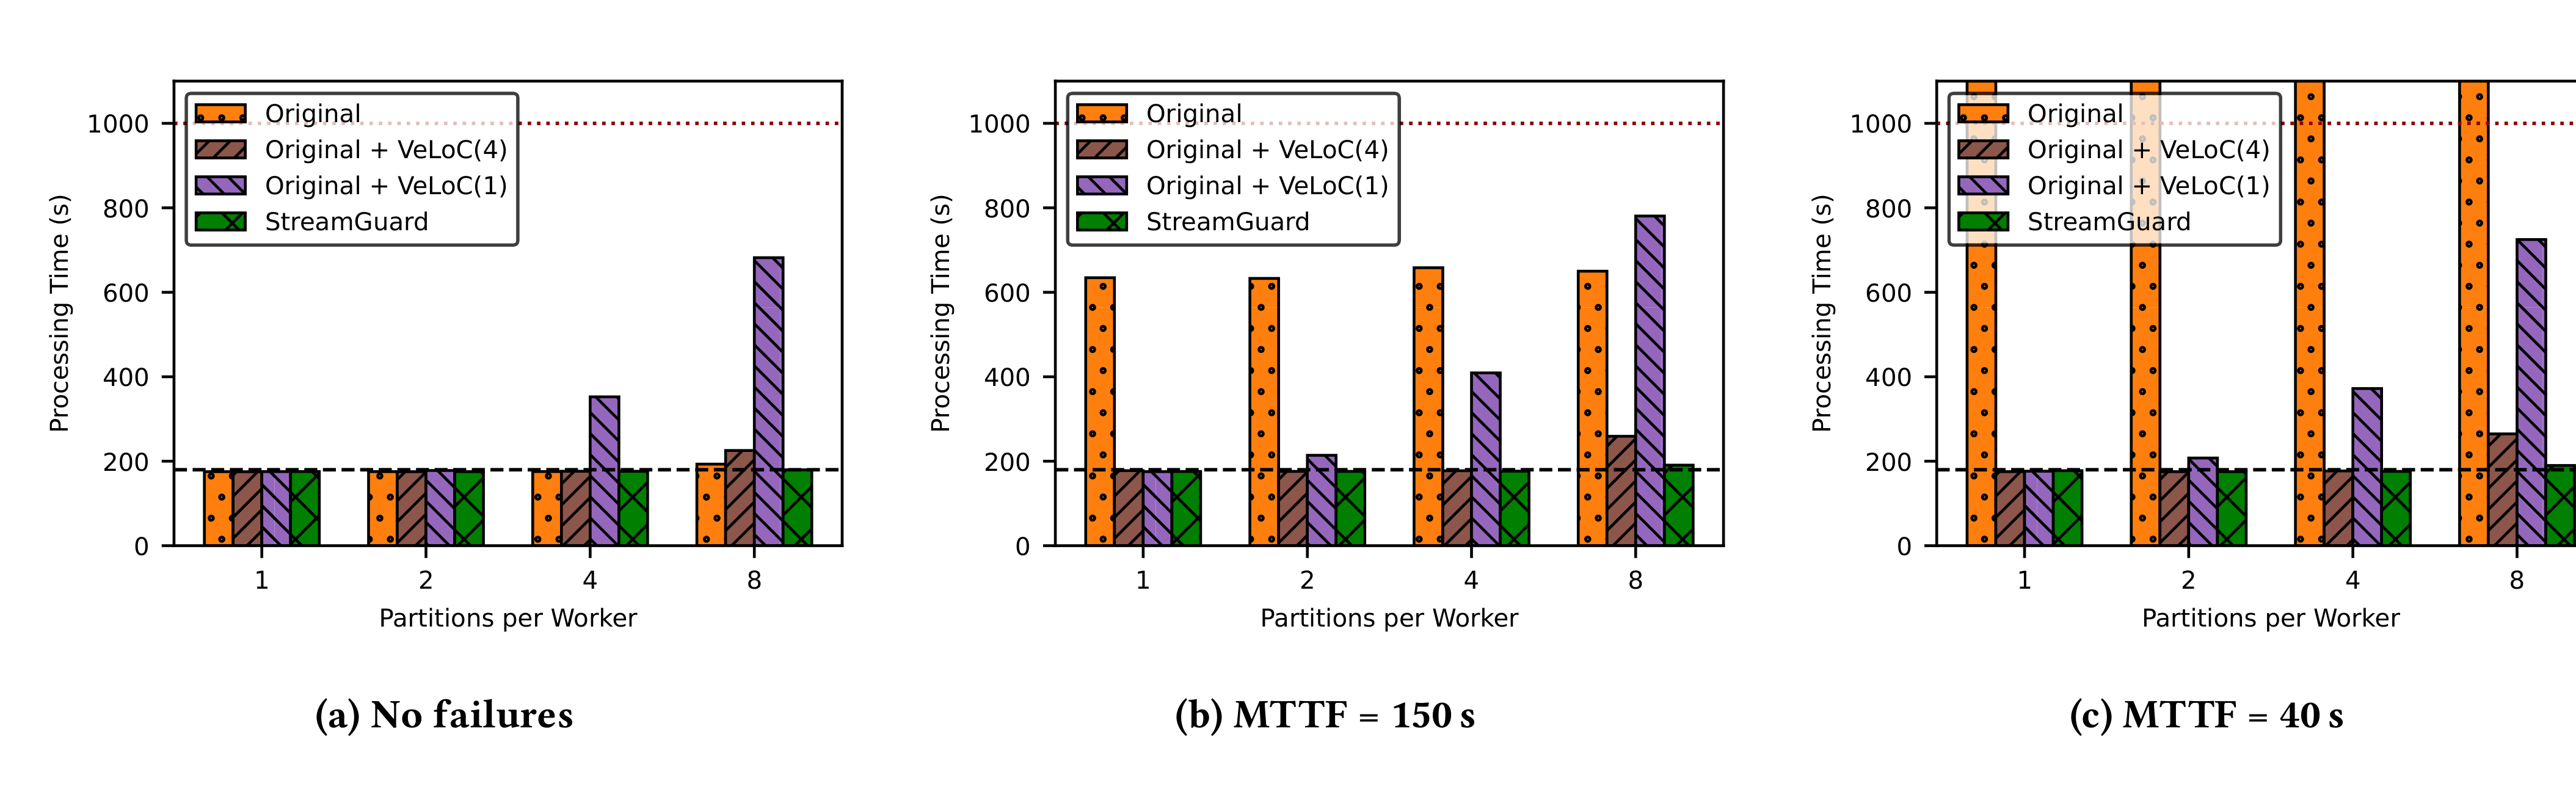 Processing Time (s)
1000
800
600
400
200
0
Original
Original + VeLoC(4)
Original + VeLoC(1)
StreamGuard
1 2 4 8
Partitions per Worker
(a) No failures
Processing Time (s)
1000
800
600
400
200
0
Original
Original + VeLoC(4)
Original + VeLoC(1)
StreamGuard
1 2 4 8
Partitions per Worker
(b) MTTF = 150 s
Processing Time (s)
1000
800
600
400
200
0
Original
Original + VeLoC(4)
Original + VeLoC(1)
StreamGuard
1 2 4 8
Partitions per Worker
(c) MTTF = 40 s